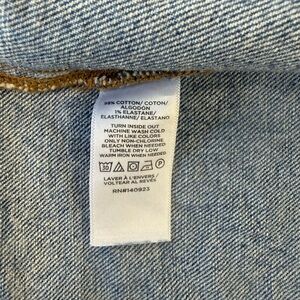 99% COTTON/ COTON/
ALGODÓN
1% ELASTANE/
ELASTHANNE/ ELASTANO
TURN INSIDE OUT
MACHINE WASH COLD
WITH LIKE COLORS
ONLY NON-CHLORINE
BLEACH WHEN NEEDED
TUMBLE DRY LOW
WARM IRON WHEN NEEDED
30 P
LAVER À L'ENVERS/
VOLTEAR AL REVÉS
RN#140923